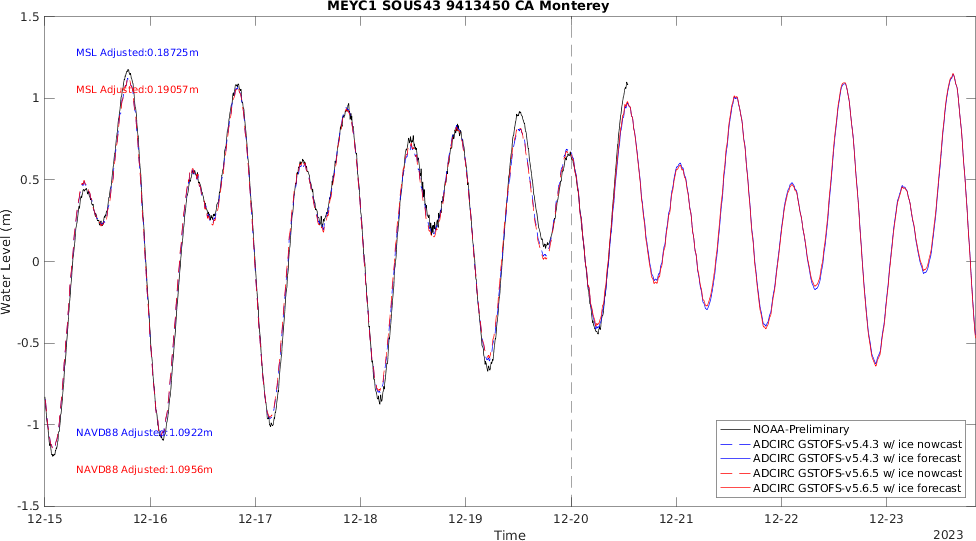 MEYC1 SOUS43 9413450 CA Monterey
1.5
1
0.5
0
-0.5
-1
-1.5
Water Level (m)
MSL Adjusted:0.18725m
MSL Adjusted:0.19057m
NAVD88 Adjusted:1.0922m
NAVD88 Adjusted:1.0956m
NOAA-Preliminary
ADCIRC GSTOFS-v5.4.3 w/ ice nowcast
ADCIRC GSTOFS-v5.4.3 w/ ice forecast
ADCIRC GSTOFS-v5.6.5 w/ ice nowcast
ADCIRC GSTOFS-v5.6.5 w/ ice forecast
12-15 12-16 12-17 12-18 12-19 12-20 12-21 12-22 12-23
Time
2023